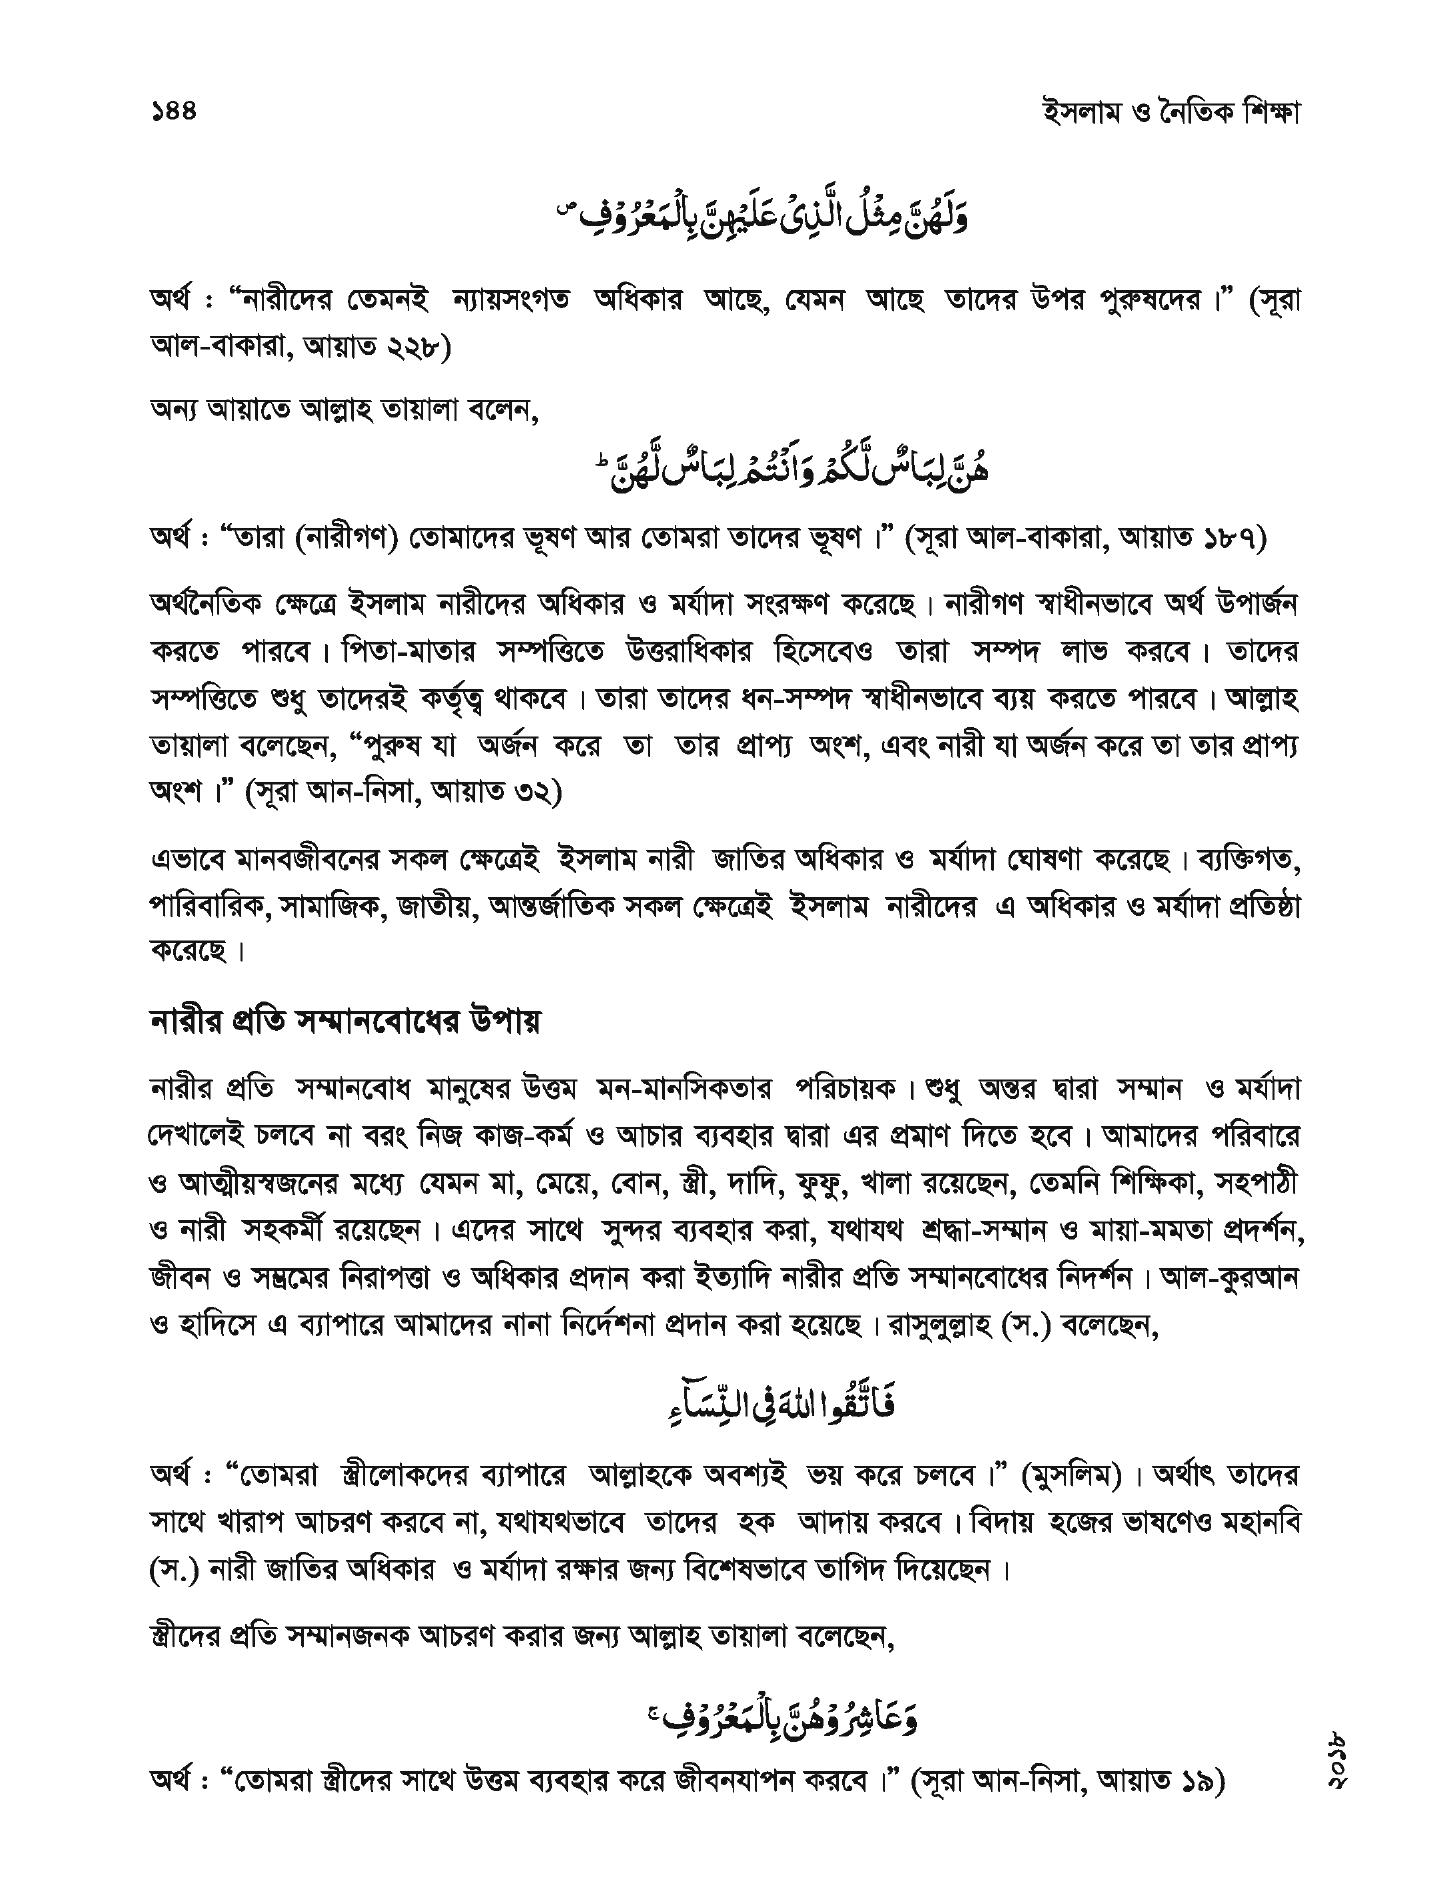 ১৪৪
ইসলাম ও নৈতিক শিক্ষা
وَلَهُنَّ مِثْلُ الَّذِىْ عَلَيْهِنَّ بِالْمَعْرُوْفِ ۖ
অর্থ : “নারীদের তেমনই ন্যায়সংগত অধিকার আছে, যেমন আছে তাদের উপর পুরুষদের।” (সূরা
আল-বাকারা, আয়াত ২২৮)
অন্য আয়াতে আল্লাহ তায়ালা বলেন,
هُنَّ لِبَاسٌ لَّكُمْ وَاَنْتُمْ لِبَاسٌ لَّهُنَّ ؕ
অর্থ : “তারা (নারীগণ) তোমাদের ভূষণ আর তোমরা তাদের ভূষণ।” (সূরা আল-বাকারা, আয়াত ১৮৭)
অর্থনৈতিক ক্ষেত্রে ইসলাম নারীদের অধিকার ও মর্যাদা সংরক্ষণ করেছে। নারীগণ স্বাধীনভাবে অর্থ উপার্জন
করতে পারবে। পিতা-মাতার সম্পত্তিতে উত্তরাধিকার হিসেবেও তারা সম্পদ লাভ করবে। তাদের
সম্পত্তিতে শুধু তাদেরই কর্তৃত্ব থাকবে। তারা তাদের ধন-সম্পদ স্বাধীনভাবে ব্যয় করতে পারবে। আল্লাহ
তায়ালা বলেছেন, “পুরুষ যা অর্জন করে তা তার প্রাপ্য অংশ, এবং নারী যা অর্জন করে তা তার প্রাপ্য
অংশ।” (সূরা আন-নিসা, আয়াত ৩২)
এভাবে মানবজীবনের সকল ক্ষেত্রেই ইসলাম নারী জাতির অধিকার ও মর্যাদা ঘোষণা করেছে। ব্যক্তিগত,
পারিবারিক, সামাজিক, জাতীয়, আন্তর্জাতিক সকল ক্ষেত্রেই ইসলাম নারীদের এ অধিকার ও মর্যাদা প্রতিষ্ঠা
করেছে।
নারীর প্রতি সম্মানবোধের উপায়
নারীর প্রতি সম্মানবোধ মানুষের উত্তম মন-মানসিকতার পরিচায়ক। শুধু অন্তর দ্বারা সম্মান ও মর্যাদা
দেখালেই চলবে না বরং নিজ কাজ-কর্ম ও আচার ব্যবহার দ্বারা এর প্রমাণ দিতে হবে। আমাদের পরিবারে
ও আত্মীয়স্বজনের মধ্যে যেমন মা, মেয়ে, বোন, স্ত্রী, দাদি, ফুফু, খালা রয়েছেন, তেমনি শিক্ষিকা, সহপাঠী
ও নারী সহকর্মী রয়েছেন। এদের সাথে সুন্দর ব্যবহার করা, যথাযথ শ্রদ্ধা-সম্মান ও মায়া-মমতা প্রদর্শন,
জীবন ও সম্ভ্রমের নিরাপত্তা ও অধিকার প্রদান করা ইত্যাদি নারীর প্রতি সম্মানবোধের নিদর্শন। আল-কুরআন
ও হাদিসে এ ব্যাপারে আমাদের নানা নির্দেশনা প্রদান করা হয়েছে। রাসুলুল্লাহ (স.) বলেছেন,
فَاتَّقُوا اللهَ فِى النِّسَآءِ
অর্থ : “তোমরা স্ত্রীলোকদের ব্যাপারে আল্লাহকে অবশ্যই ভয় করে চলবে।” (মুসলিম)। অর্থাৎ তাদের
সাথে খারাপ আচরণ করবে না, যথাযথভাবে তাদের হক আদায় করবে। বিদায় হজের ভাষণেও মহানবি
(স.) নারী জাতির অধিকার ও মর্যাদা রক্ষার জন্য বিশেষভাবে তাগিদ দিয়েছেন।
স্ত্রীদের প্রতি সম্মানজনক আচরণ করার জন্য আল্লাহ তায়ালা বলেছেন,
وَعَاشِرُوْهُنَّ بِالْمَعْرُوْفِ ۚ
অর্থ : “তোমরা স্ত্রীদের সাথে উত্তম ব্যবহার করে জীবনযাপন করবে।” (সূরা আন-নিসা, আয়াত ১৯)
২০১৮